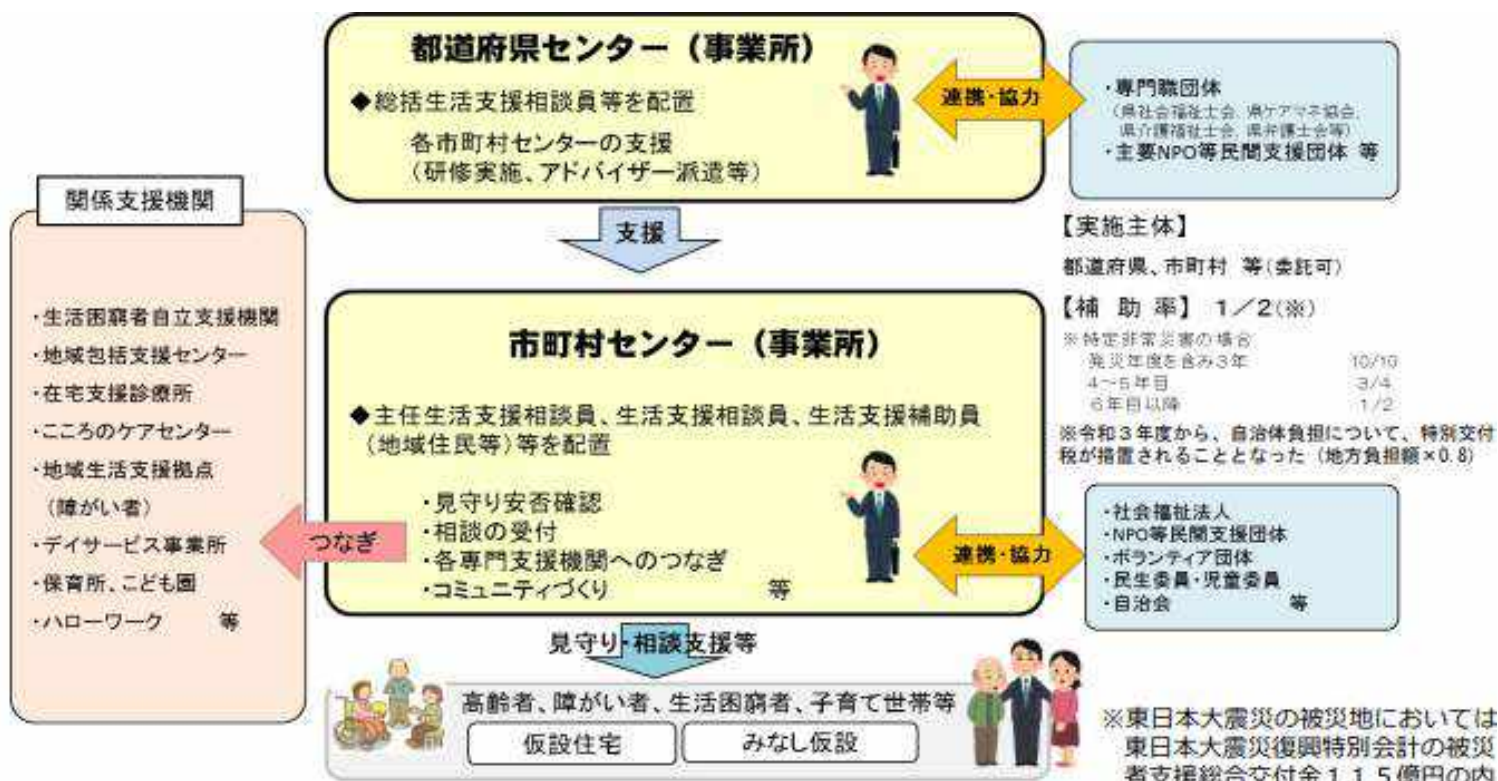 都道府県センター（事業所）
◆総括生活支援相談員等を配置
各市町村センターの支援
（研修実施、アドバイザー派遣等）
連携・協力
・専門職団体
（県社会福祉士会、県ケアマネ協会、
県介護福祉士会、県弁護士会等）
・主要NPO等民間支援団体 等
支援
関係支援機関
・生活困窮者自立支援機関
・地域包括支援センター
・在宅支援診療所
・こころのケアセンター
・地域生活支援拠点
（障がい者）
・デイサービス事業所
・保育所、こども園
・ハローワーク 等
【実施主体】
都道府県、市町村 等(委託可)
【補 助 率】 1／2(※)
※特定非常災害の場合
発災年度を含み3年 10/10
4～5年目 3/4
6年目以降 1/2
※令和３年度から、自治体負担について、特別交付
税が措置されることとなった（地方負担額×0.8）
市町村センター（事業所）
◆主任生活支援相談員、生活支援相談員、生活支援補助員
（地域住民等）等を配置
・見守り安否確認
・相談の受付
・各専門支援機関へのつなぎ
・コミュニティづくり 等
つなぎ
連携・協力
・社会福祉法人
・NPO等民間支援団体
・ボランティア団体
・民生委員・児童委員
・自治会 等
見守り・相談支援等
高齢者、障がい者、生活困窮者、子育て世帯等
仮設住宅
みなし仮設
※東日本大震災の被災地においては
東日本大震災復興特別会計の被災
者支援総合交付金１１５億円の内